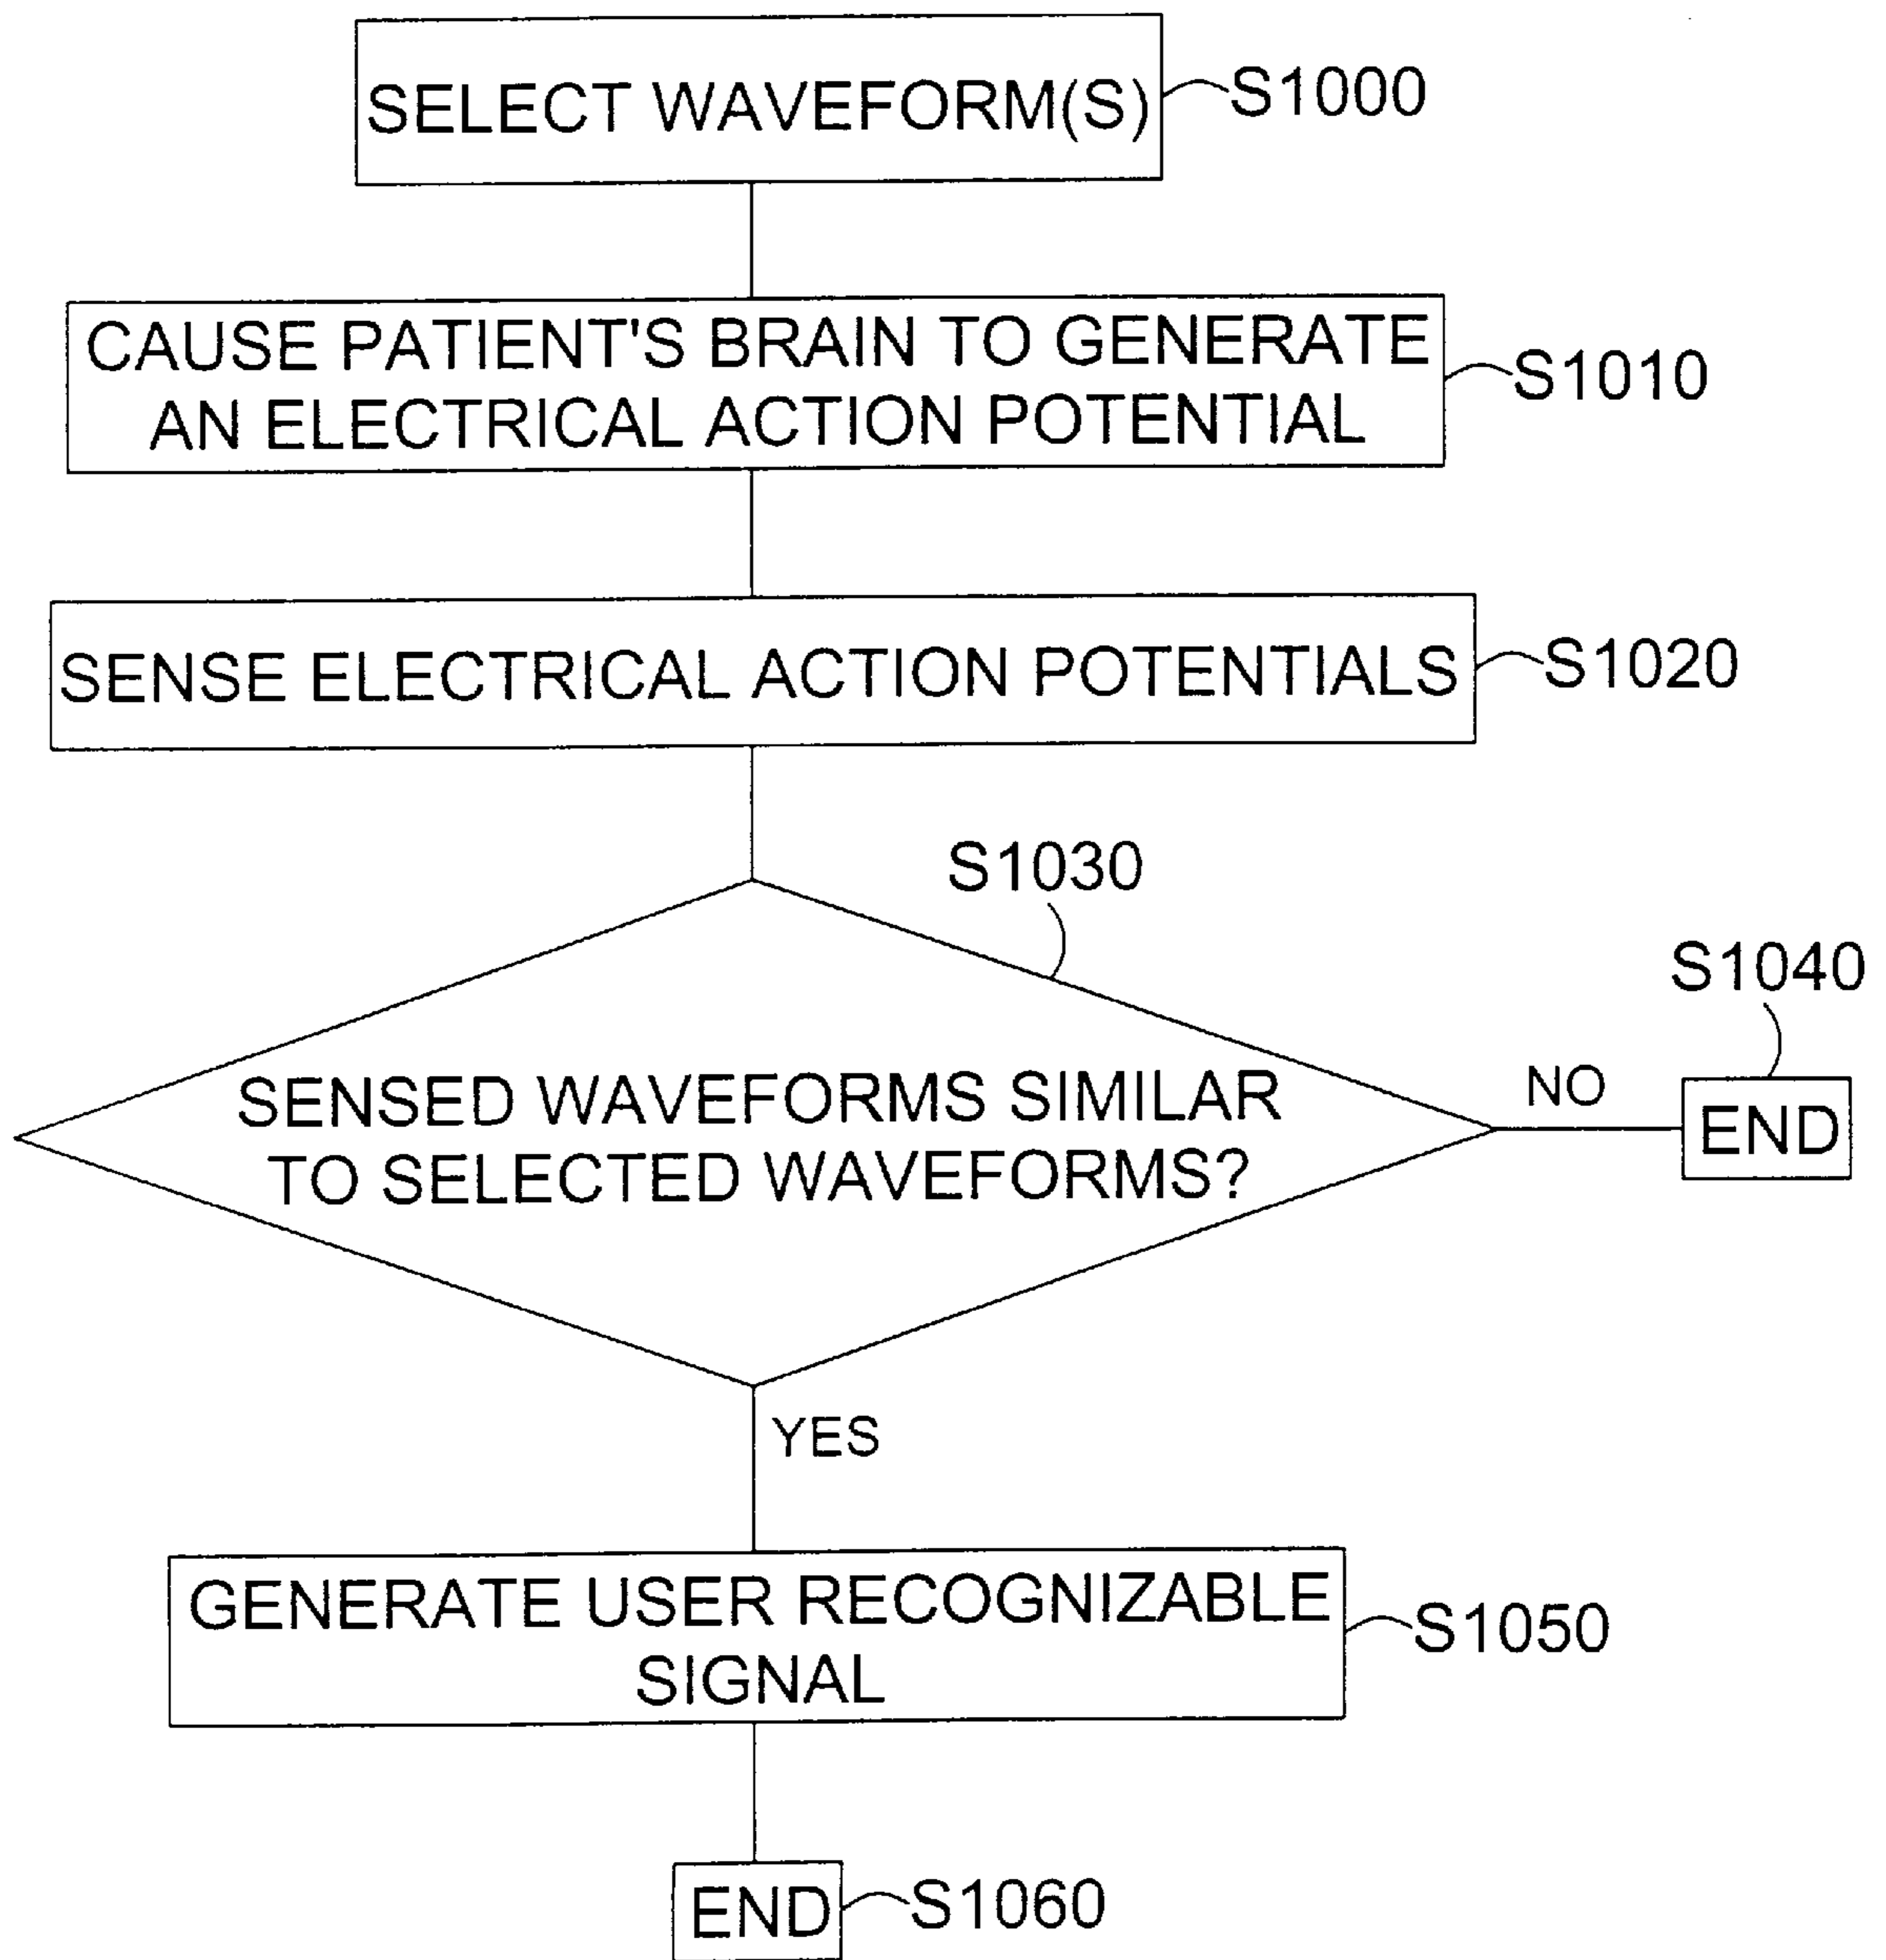 SELECT WAVEFORM(S)
S1000
CAUSE PATIENT'S BRAIN TO GENERATE
AN ELECTRICAL ACTION POTENTIAL
S1010
SENSE ELECTRICAL ACTION POTENTIALS
S1020
S1030
SENSED WAVEFORMS SIMILAR
TO SELECTED WAVEFORMS?
NO
S1040
END
YES
GENERATE USER RECOGNIZABLE
SIGNAL
S1050
END
S1060